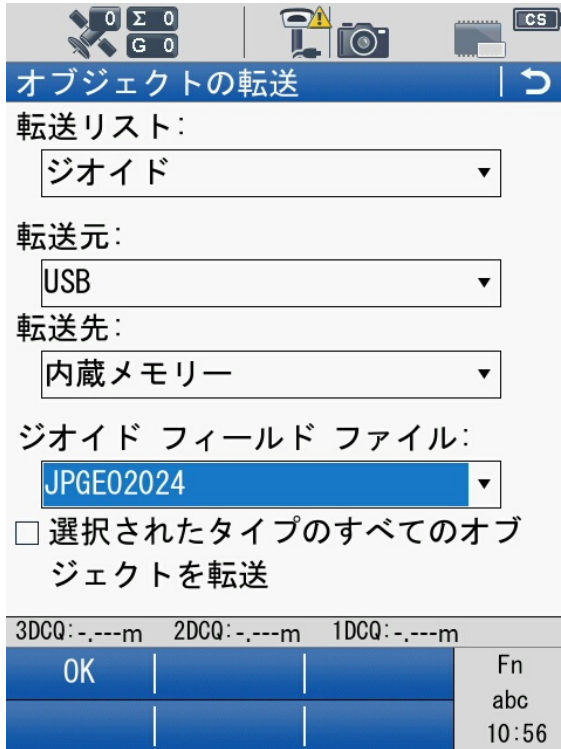 0 Σ 0
G 0
CS
オブジェクトの転送
転送リスト:
ジオイド
転送元:
USB
転送先:
内蔵メモリー
ジオイド フィールド ファイル:
JPGEO2024
選択されたタイプのすべてのオブ
ジェクトを転送
3DCQ:-.---m 2DCQ:-.---m 1DCQ:-.---m
OK
Fn
abc
10:56